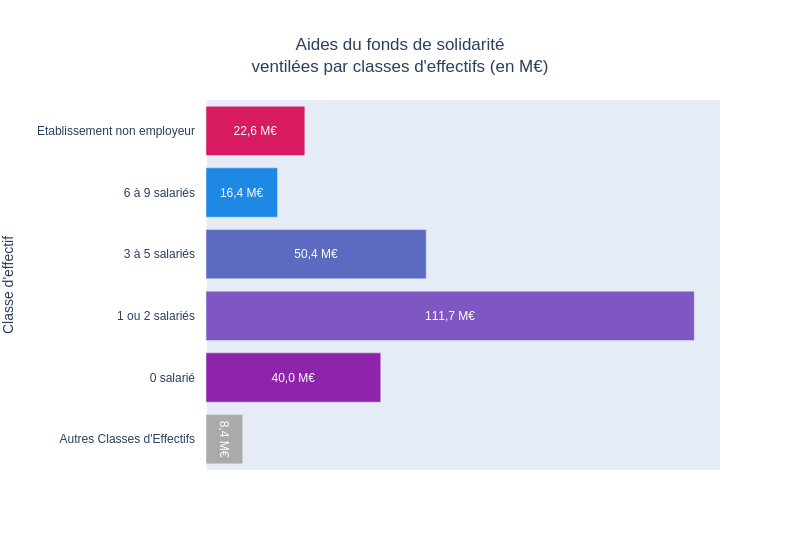 Aides du fonds de solidarité
ventilées par classes d'effectifs (en M€)
Classe d'effectif
Etablissement non employeur
22,6 M€
6 à 9 salariés
16,4 M€
3 à 5 salariés
50,4 M€
1 ou 2 salariés
111,7 M€
0 salarié
40,0 M€
Autres Classes d'Effectifs
8,4 M€